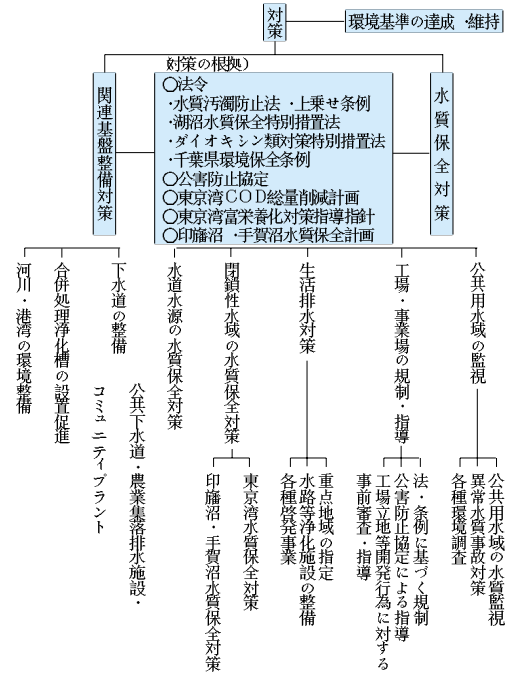 対策
環境基準の達成・維持
対策の根拠)
関連基盤整備対策
○法令
・水質汚濁防止法・上乗せ条例
・湖沼水質保全特別措置法
・ダイオキシン類対策特別措置法
・千葉県環境保全条例
○公害防止協定
○東京湾COD総量削減計画
○東京湾富栄養化対策指導指針
○印旛沼・手賀沼水質保全計画
水質保全対策
公共用水域の監視
公共用水域の水質監視
異常水質事故対策
各種環境調査
工場・事業場の規制・指導
法・条例に基づく規制
公害防止協定による指導
工場立地等開発行為に対する
事前審査・指導
生活排水対策
重点地域の指定
水路等浄化施設の整備
各種啓発事業
閉鎖性水域の水質保全対策
東京湾水質保全対策
印旛沼・手賀沼水質保全対策
水道水源の水質保全対策
下水道の整備
公共下水道・農業集落排水施設・
コミュニティプラント
合併処理浄化槽の設置促進
河川・港湾の環境整備